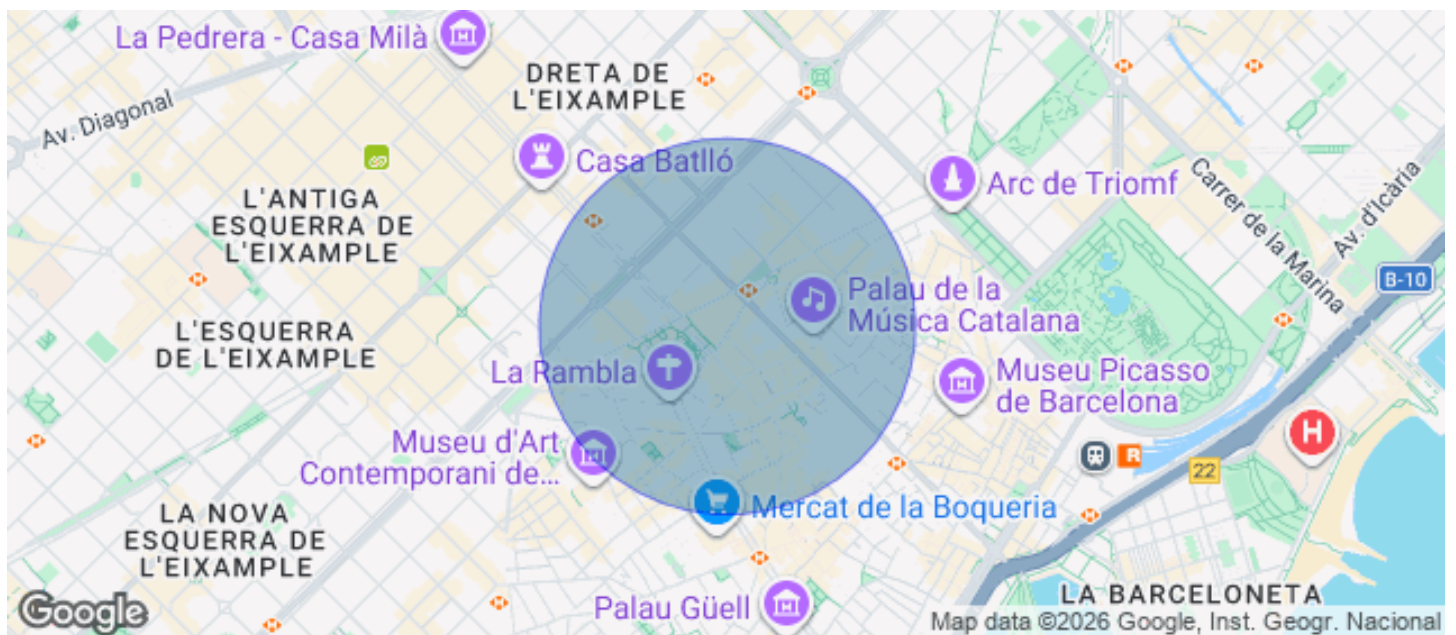 La Pedrera - Casa Milà
DRETA DE
L'EIXAMPLE
Av. Diagonal
Casa Batlló
Arc de Triomf
Carrer de la Marina
Av. d'Icària
L'ANTIGA
ESQUERRA DE
L'EIXAMPLE
B-10
Palau de la
Música Catalana
L'ESQUERRA
DE L'EIXAMPLE
La Rambla
Museu Picasso
de Barcelona
Museu d'Art
Contemporani de...
H
R
22
Mercat de la Boqueria
LA NOVA
ESQUERRA DE
L'EIXAMPLE
LA BARCELONETA
Palau Güell
Google
Map data ©2026 Google, Inst. Geogr. Nacional